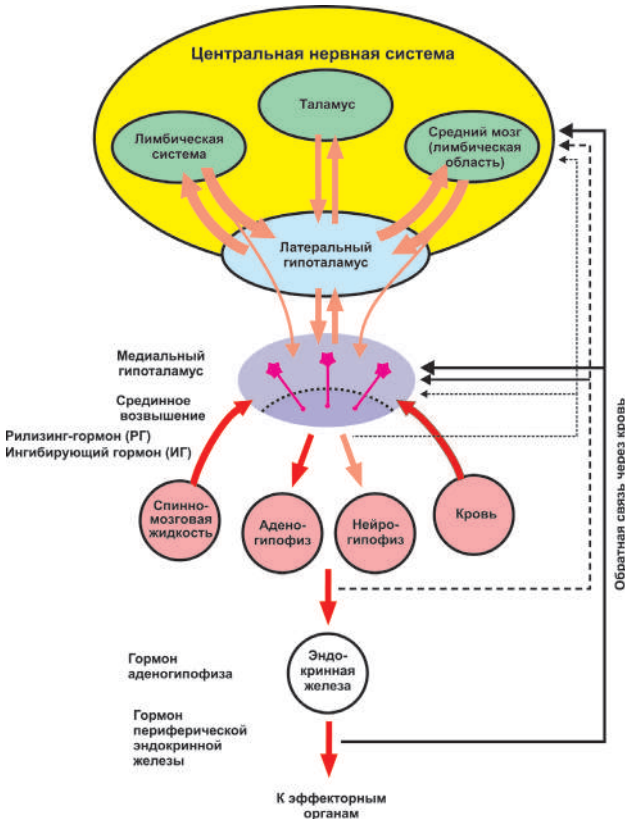 Центральная нервная система
Таламус
Лимбическая
система
Средний мозг
(лимбическая
область)
Латеральный
гипоталамус
Медиальный
гипоталамус
Срединное
возвышение
Рилизинг-гормон (РГ)
Ингибирующий гормон (ИГ)
Спинно-
мозговая
жидкость
Адено-
гипофиз
Нейро-
гипофиз
Кровь
Обратная связь через кровь
Гормон
аденогипофиза
Эндо-
кринная
железа
Гормон
периферической
эндокринной
железы
К эффекторным
органам